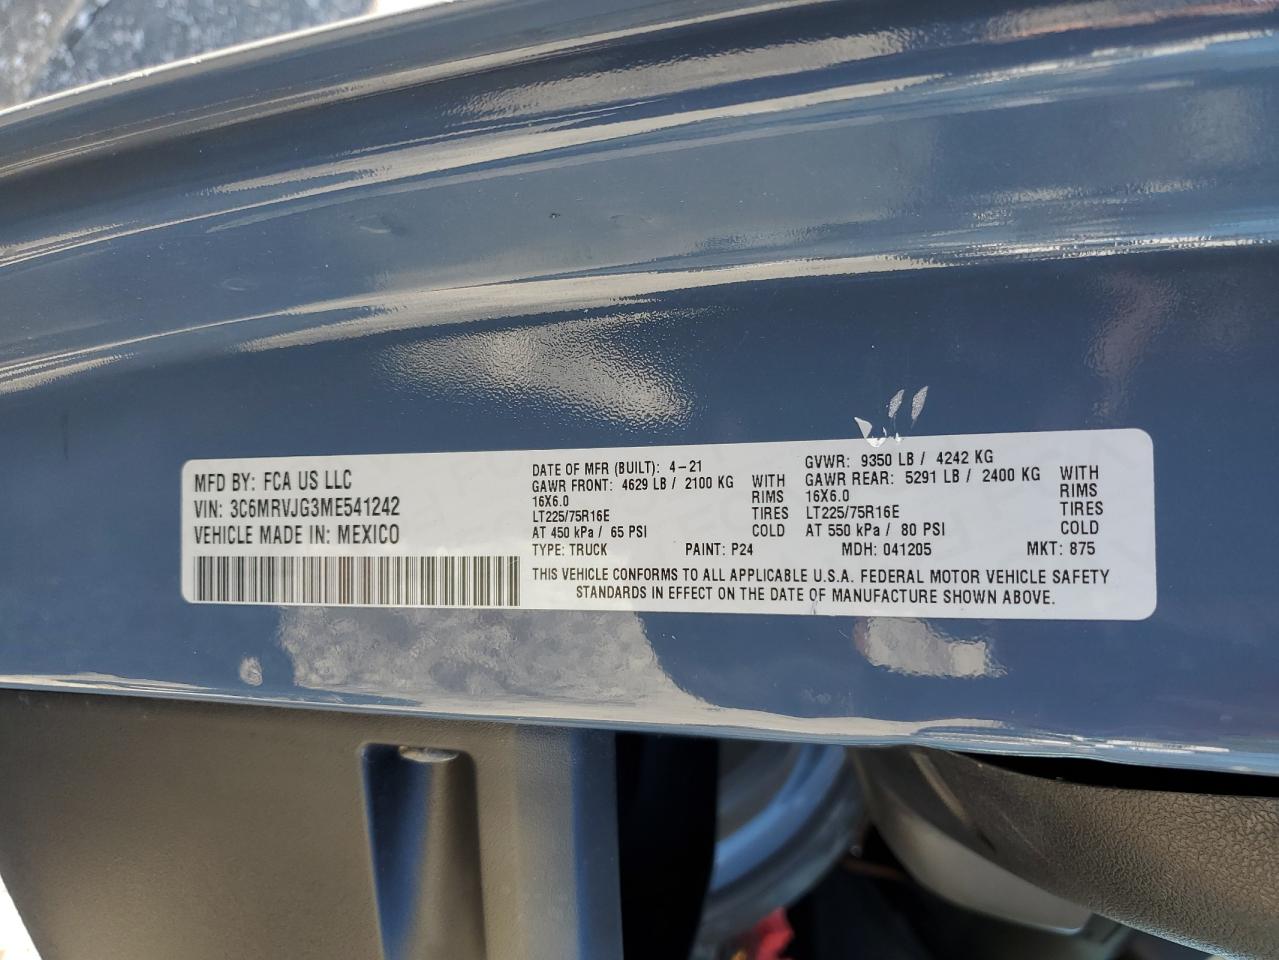 MFD BY: FCA US LLC
VIN: 3C6MRVJG3ME541242
VEHICLE MADE IN: MEXICO
DATE OF MFR (BUILT): 4-21
GAWR FRONT: 4629 LB / 2100 KG WITH
16X6.0 RIMS
LT225/75R16E TIRES
AT 450 kPa / 65 PSI COLD
GVWR: 9350 LB / 4242 KG
GAWR REAR: 5291 LB / 2400 KG WITH
16X6.0 RIMS
LT225/75R16E TIRES
AT 550 kPa / 80 PSI COLD
TYPE: TRUCK PAINT: P24 MDH: 041205 MKT: 875
THIS VEHICLE CONFORMS TO ALL APPLICABLE U.S.A. FEDERAL MOTOR VEHICLE SAFETY
STANDARDS IN EFFECT ON THE DATE OF MANUFACTURE SHOWN ABOVE.